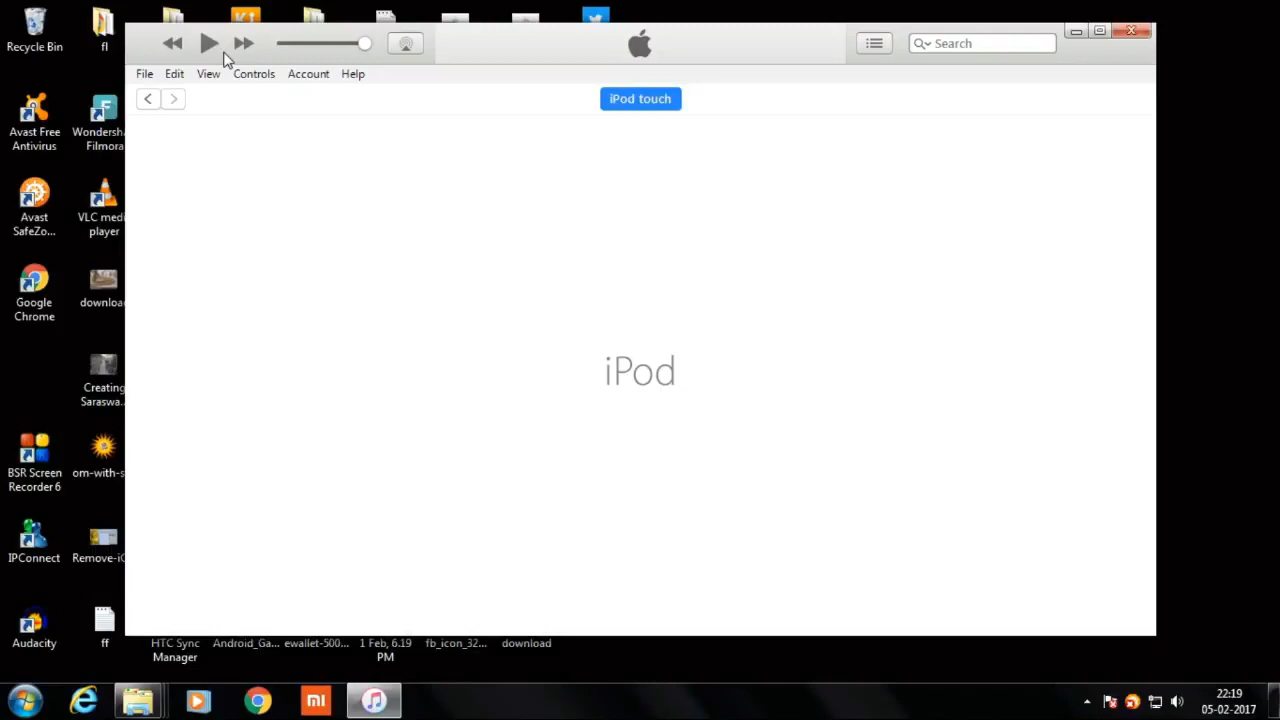 Search
File Edit View Controls Account Help
iPod touch
iPod
Recycle Bin
fl
Avast Free
Antivirus
Wondersh
Filmora
Avast
SafeZo...
VLC medi
player
Google
Chrome
download
Creating
Saraswa...
BSR Screen
Recorder 6
om-with-s
IPConnect
Remove-iC
Audacity
ff
HTC Sync
Manager
Android_Ga...
ewallet-500...
1 Feb, 6.19
PM
fb_icon_32...
download
22:19
05-02-2017